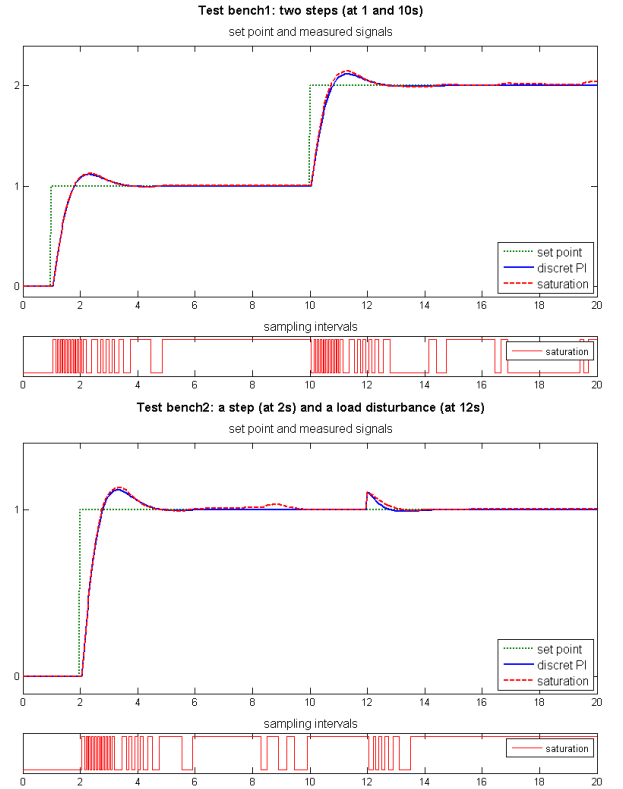 Test bench1: two steps (at 1 and 10s)
set point and measured signals
2
1
0
set point
discret PI
saturation
0 2 4 6 8 10 12 14 16 18 20
sampling intervals
saturation
0 2 4 6 8 10 12 14 16 18 20
Test bench2: a step (at 2s) and a load disturbance (at 12s)
set point and measured signals
1
0
set point
discret PI
saturation
0 2 4 6 8 10 12 14 16 18 20
sampling intervals
saturation
0 2 4 6 8 10 12 14 16 18 20